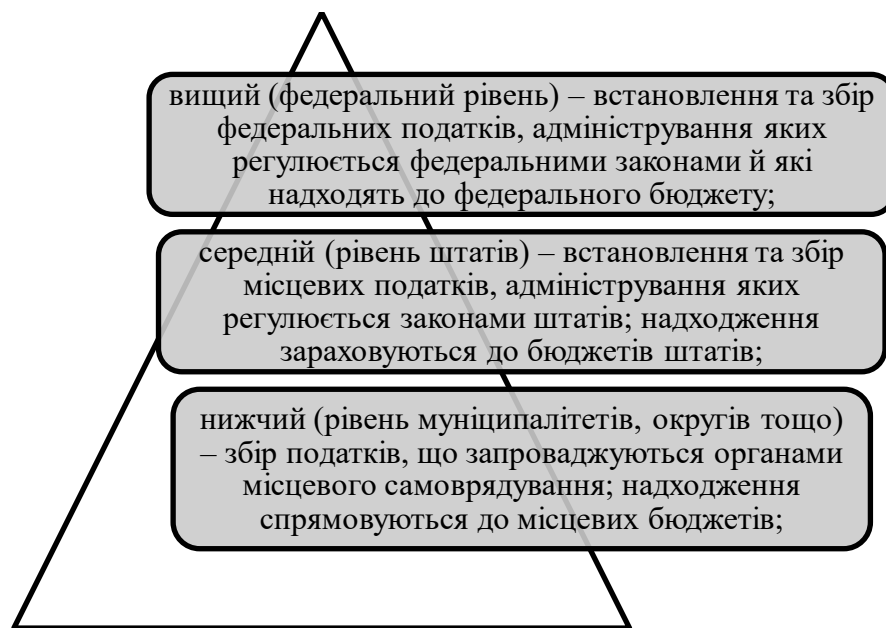 вищий (федеральний рівень) – встановлення та збір
федеральних податків, адміністрування яких
регулюється федеральними законами й які
надходять до федерального бюджету;
середній (рівень штатів) – встановлення та збір
місцевих податків, адміністрування яких
регулюється законами штатів; надходження
зараховуються до бюджетів штатів;
нижчий (рівень муніципалітетів, округів тощо)
– збір податків, що запроваджуються органами
місцевого самоврядування; надходження
спрямовуються до місцевих бюджетів;